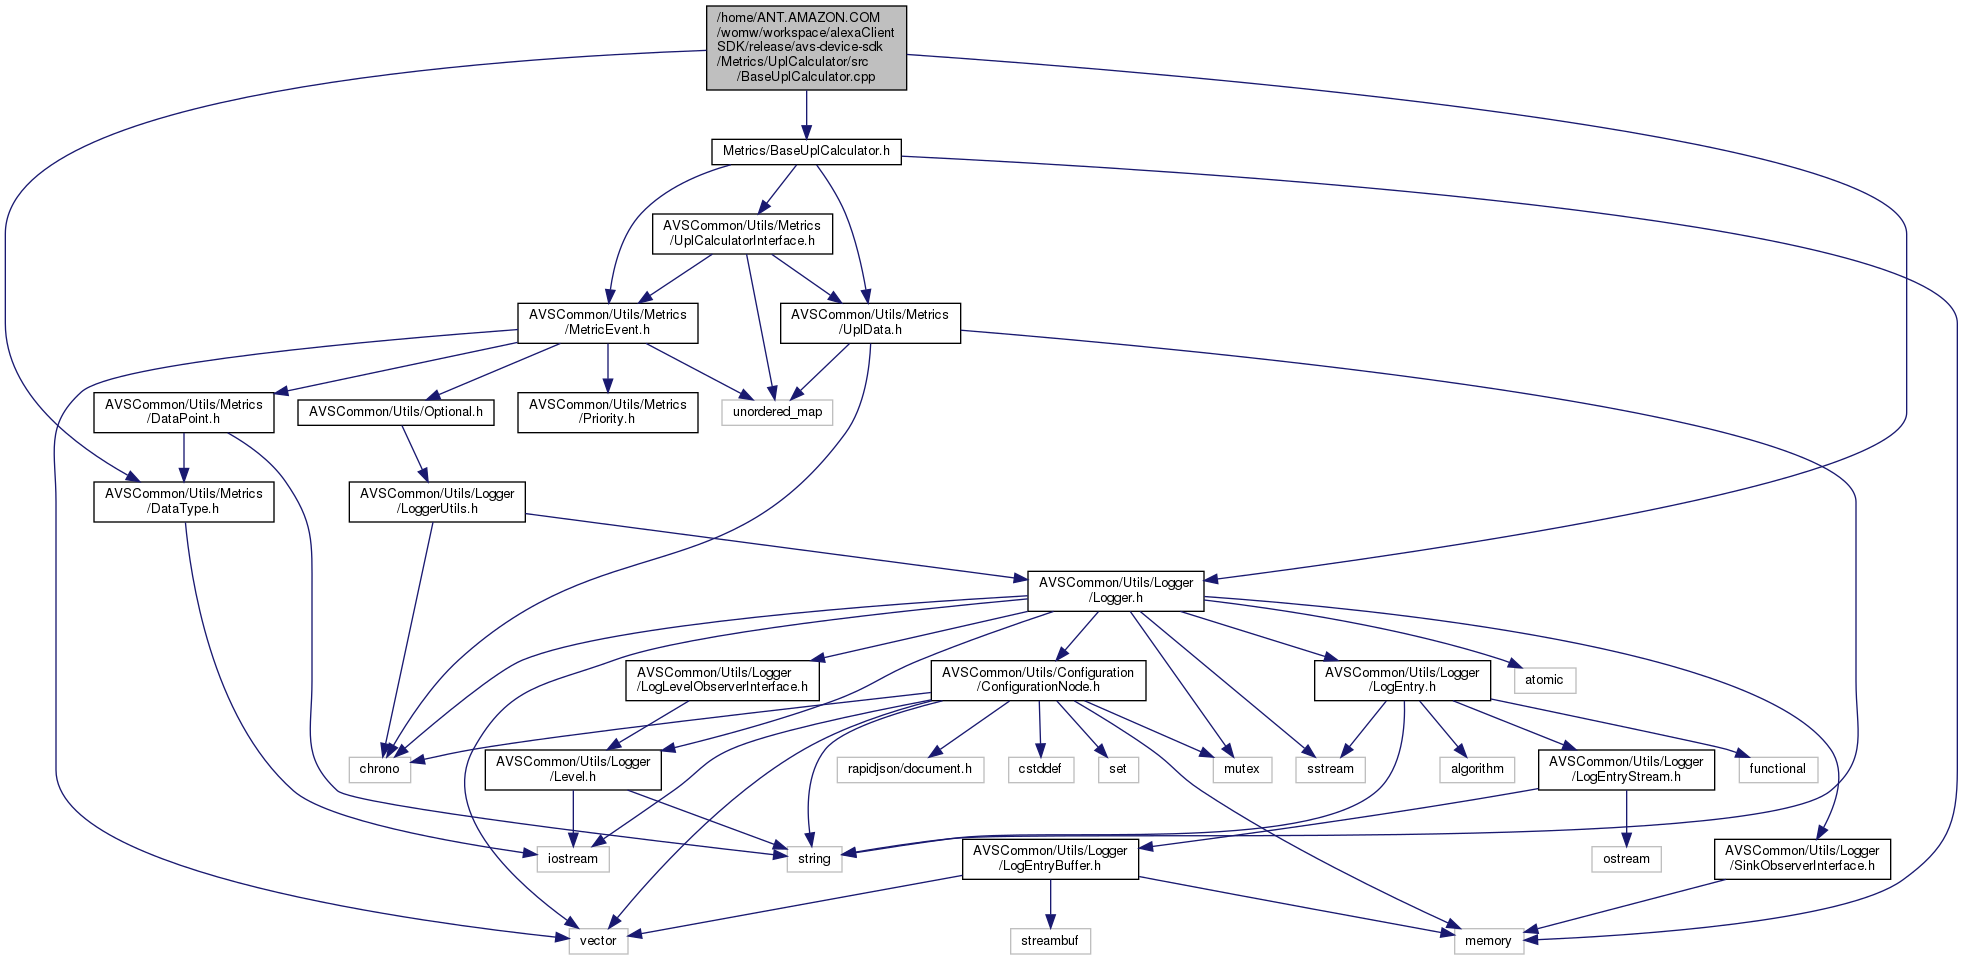 /home/ANT.AMAZON.COM
/womw/workspace/alexaClient
SDK/release/avs-device-sdk
/Metrics/UplCalculator/src
/BaseUplCalculator.cpp
Metrics/BaseUplCalculator.h
AVSCommon/Utils/Metrics
/UplCalculatorInterface.h
AVSCommon/Utils/Metrics
/MetricEvent.h
AVSCommon/Utils/Metrics
/UplData.h
AVSCommon/Utils/Metrics
/DataPoint.h
AVSCommon/Utils/Optional.h
AVSCommon/Utils/Metrics
/Priority.h
unordered_map
AVSCommon/Utils/Metrics
/DataType.h
AVSCommon/Utils/Logger
/LoggerUtils.h
AVSCommon/Utils/Logger
/Logger.h
AVSCommon/Utils/Logger
/LogLevelObserverInterface.h
AVSCommon/Utils/Configuration
/ConfigurationNode.h
AVSCommon/Utils/Logger
/LogEntry.h
atomic
chrono
AVSCommon/Utils/Logger
/Level.h
rapidjson/document.h
cstddef
set
mutex
sstream
algorithm
AVSCommon/Utils/Logger
/LogEntryStream.h
functional
iostream
string
AVSCommon/Utils/Logger
/LogEntryBuffer.h
ostream
AVSCommon/Utils/Logger
/SinkObserverInterface.h
vector
streambuf
memory